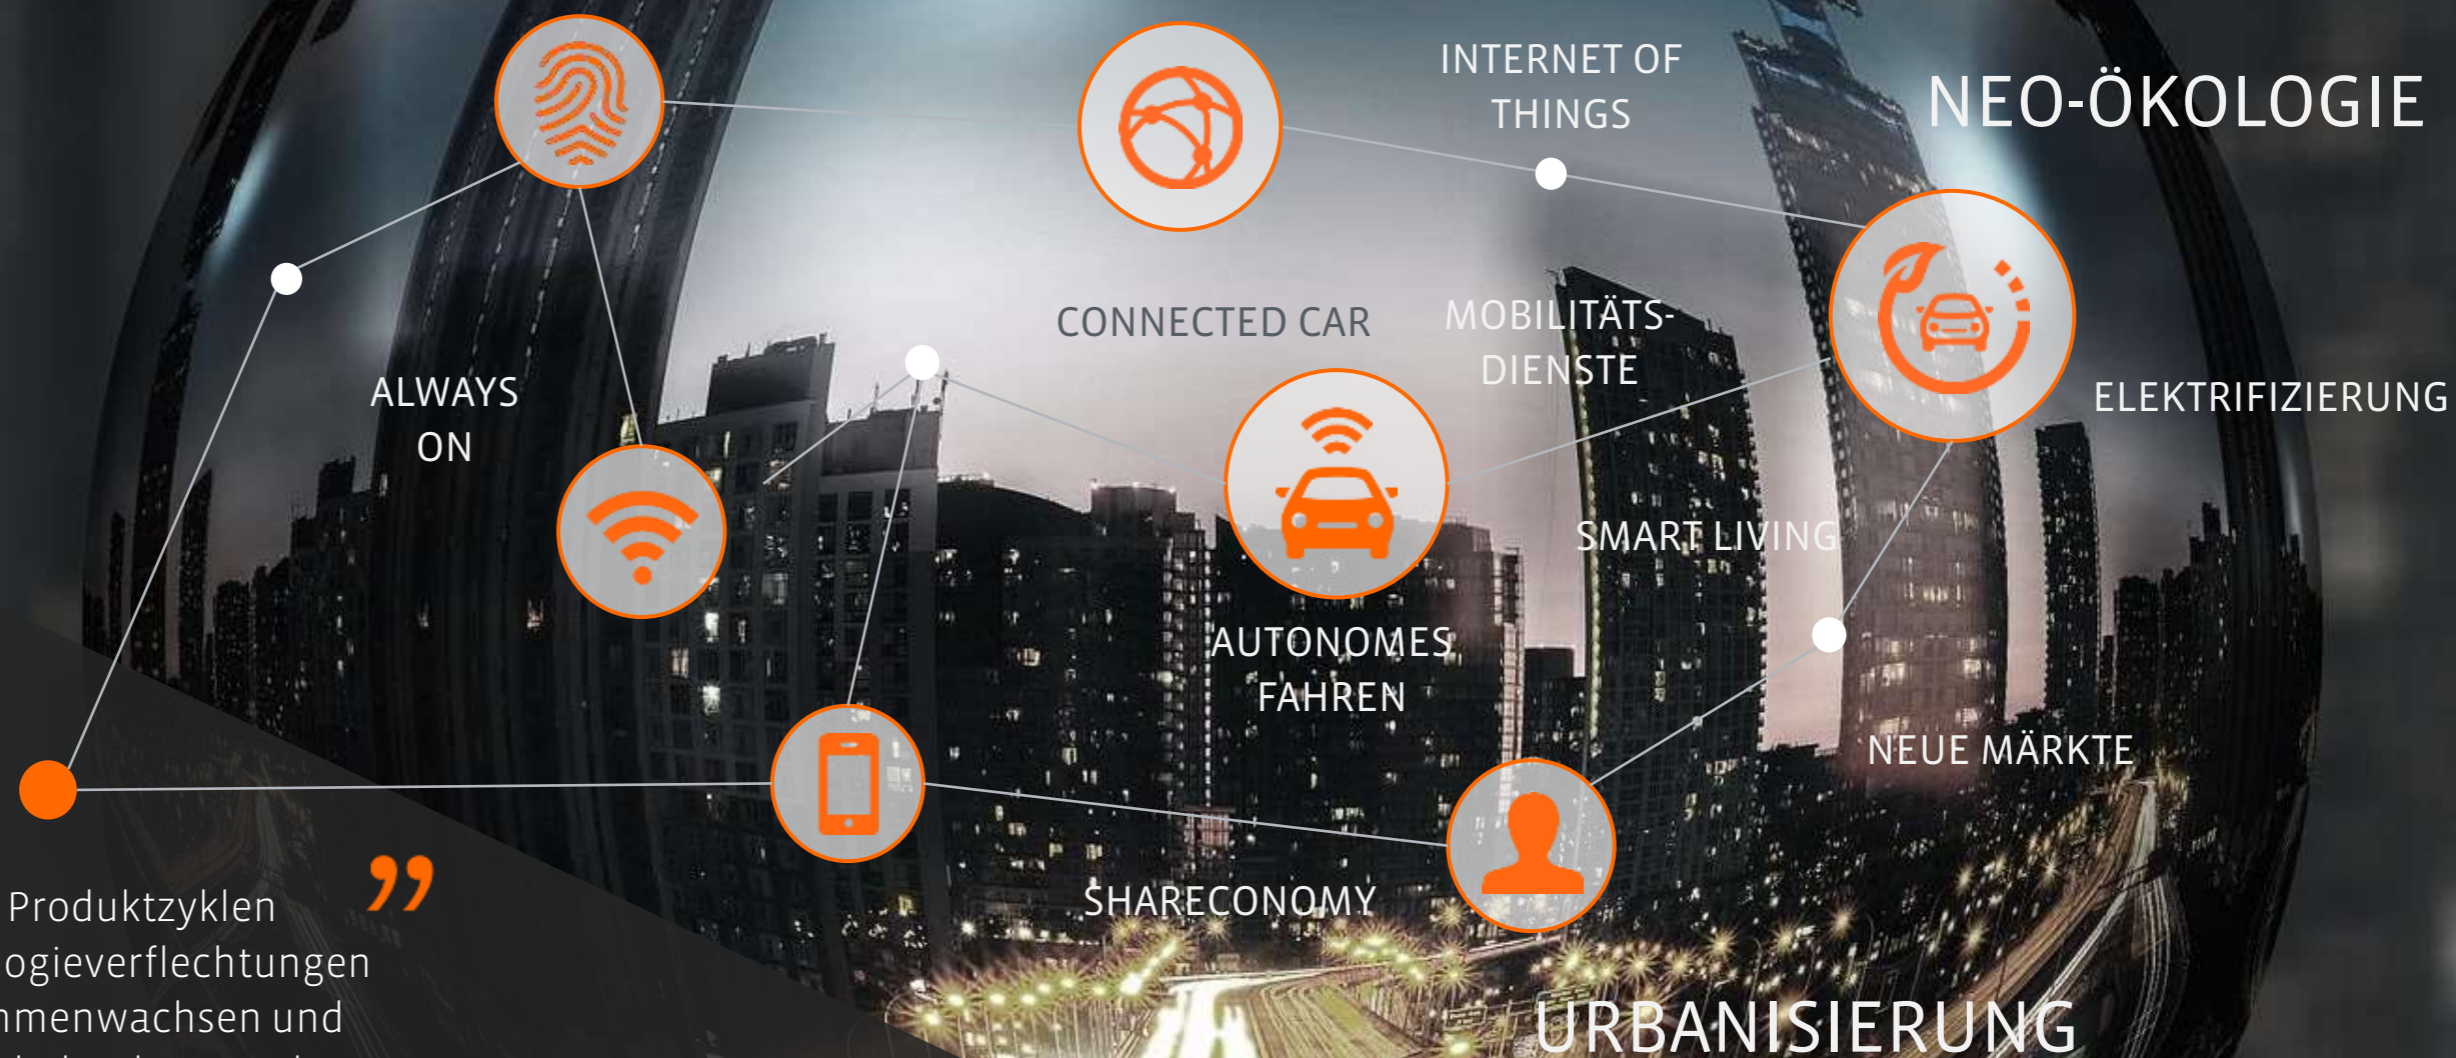 INTERNET OF
THINGS
NEO-ÖKOLOGIE
CONNECTED CAR
MOBILITÄTS-
DIENSTE
ALWAYS
ON
ELEKTRIFIZIERUNG
SMART LIVING
AUTONOMES
FAHREN
NEUE MÄRKTE
SHARECONOMY
Produktzyklen
ogieverflechtungen
menwachsen und
URBANISIERUNG